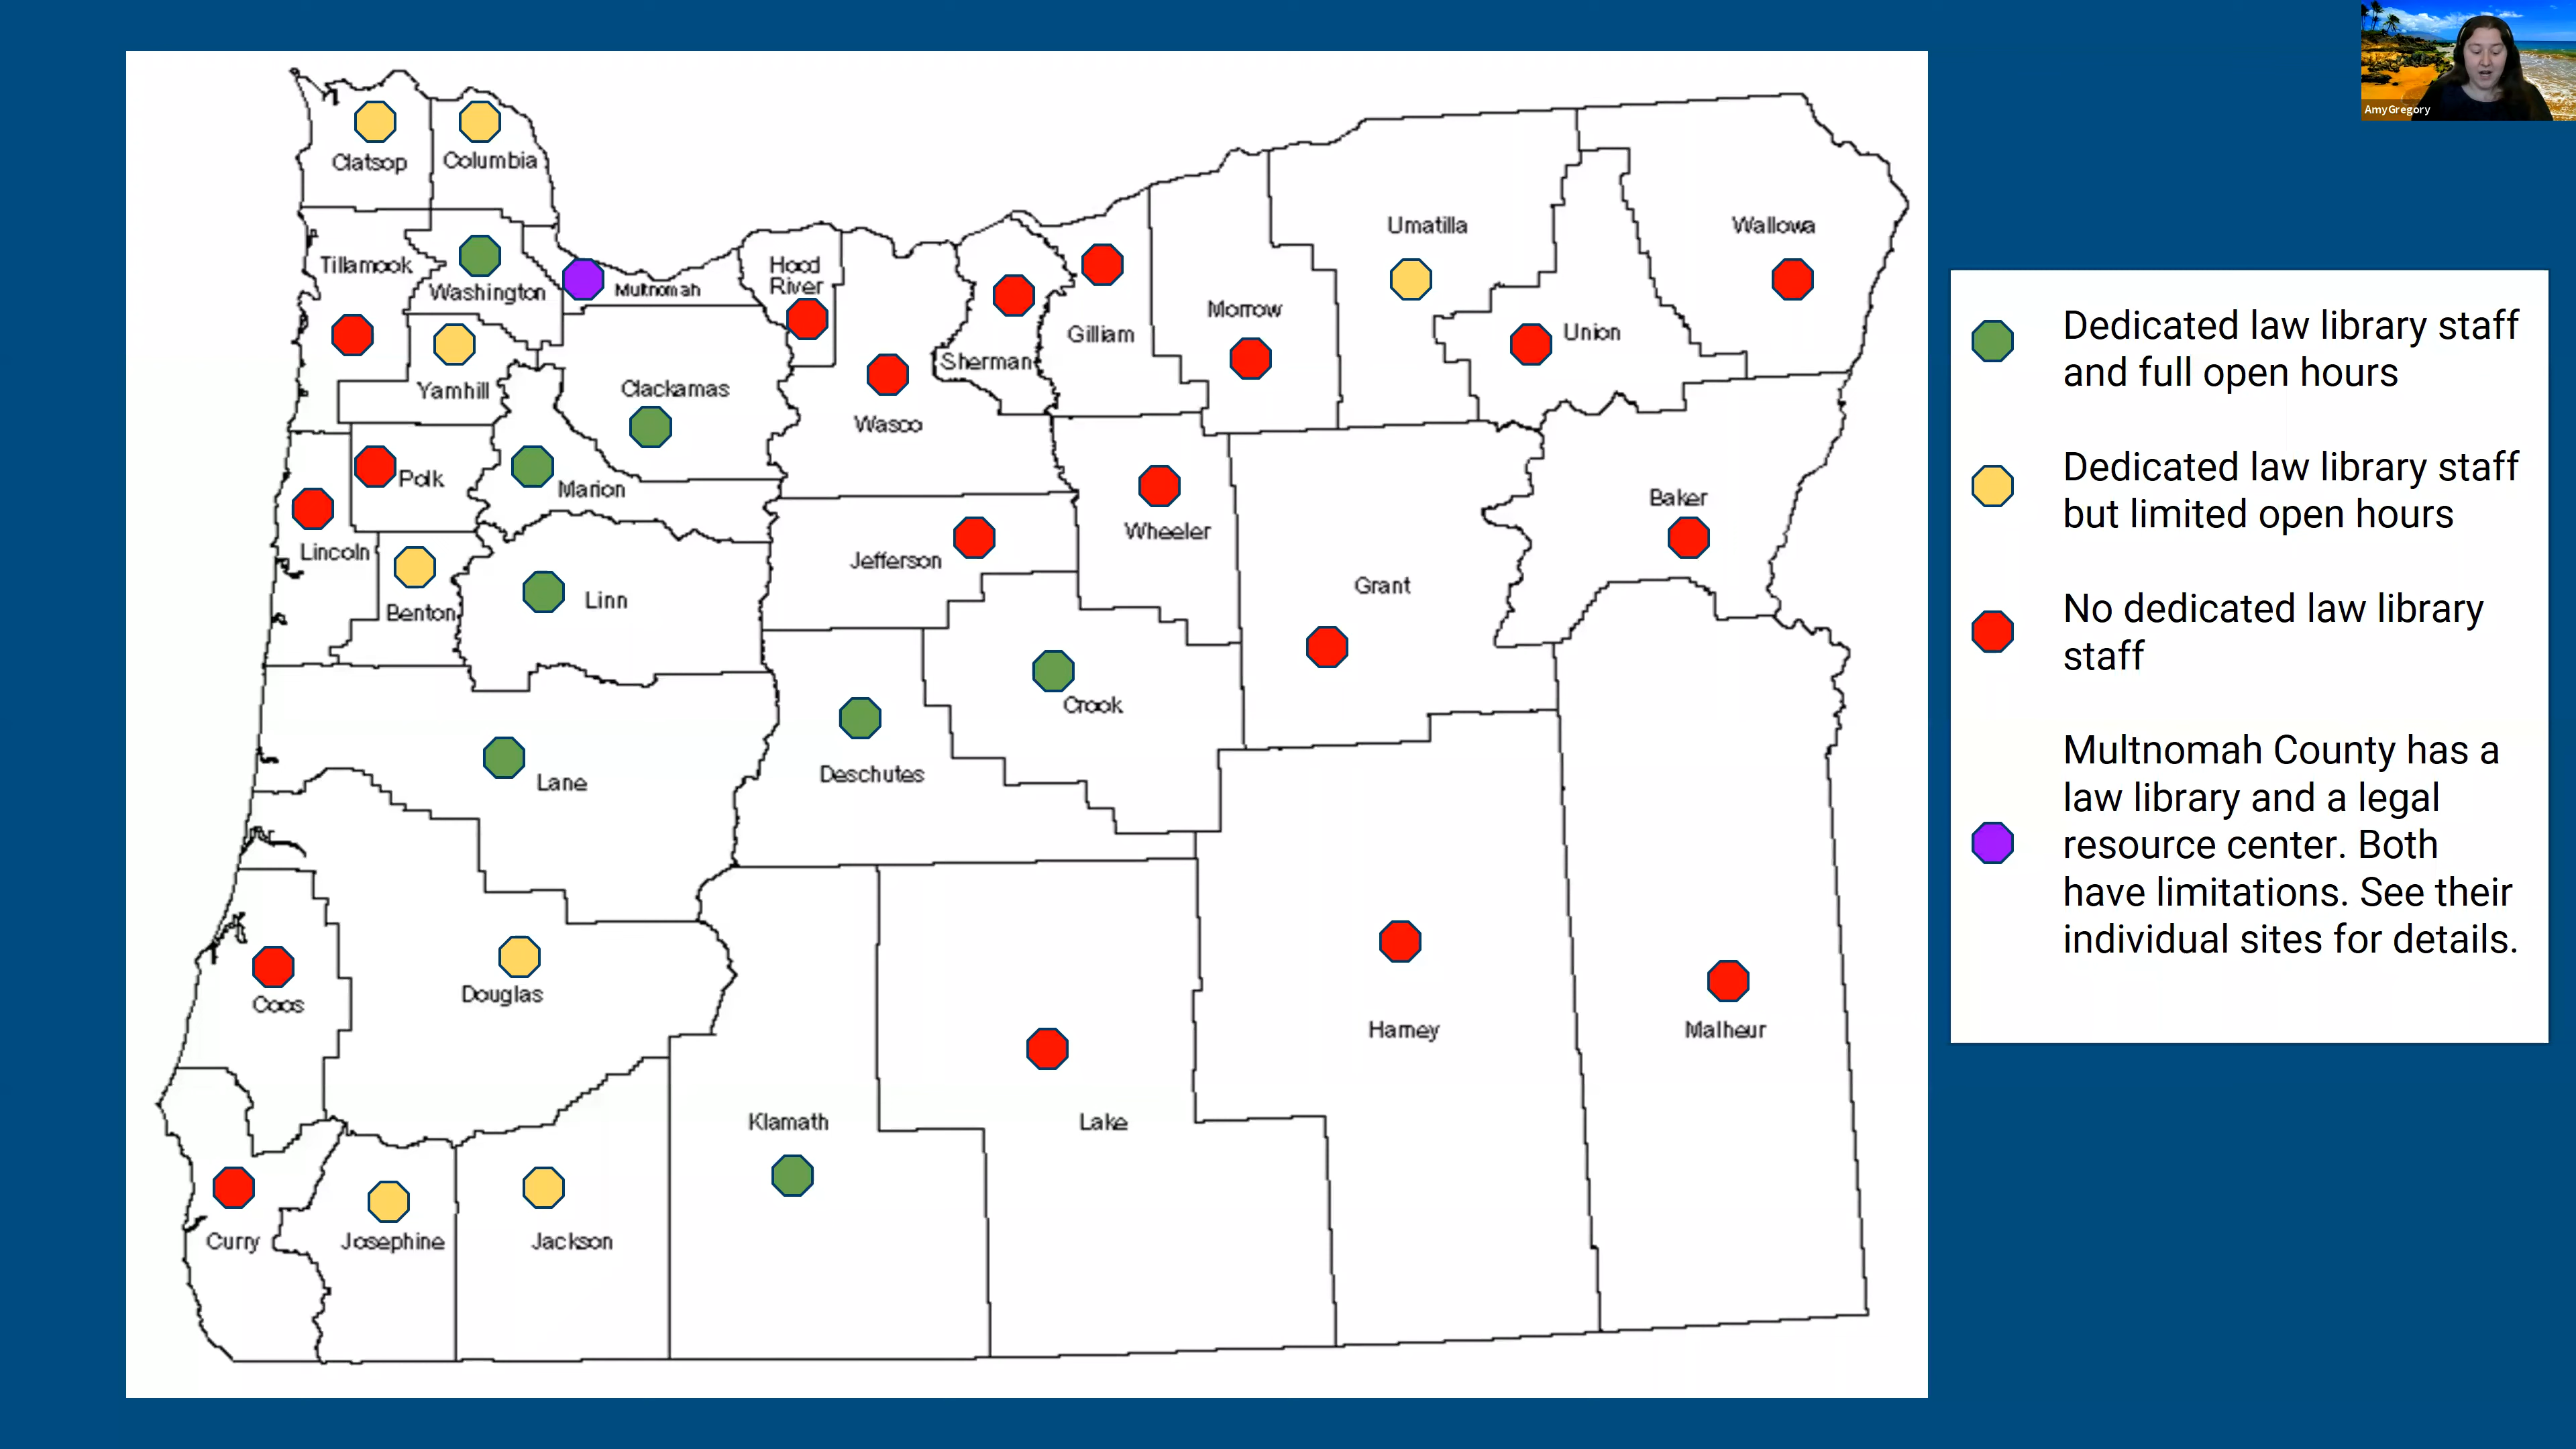 AmyGregory
Clatsop
Columbia
Tillamook
Washington
Multnomah
Hood
River
Umatilla
Wallowa
Morrow
Gilliam
Union
Sherman
Yamhill
Clackamas
Wasco
Polk
Marion
Wheeler
Baker
Lincoln
Jefferson
Grant
Benton
Linn
Crook
Lane
Deschutes
Coos
Douglas
Harney
Malheur
Klamath
Lake
Curry
Josephine
Jackson
Dedicated law library staff
and full open hours
Dedicated law library staff
but limited open hours
No dedicated law library
staff
Multnomah County has a
law library and a legal
resource center. Both
have limitations. See their
individual sites for details.